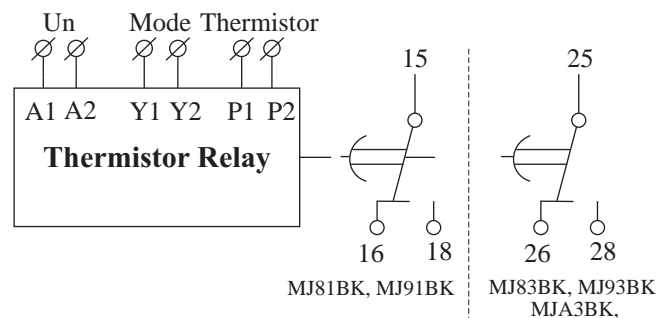 Un Mode Thermistor
A1 A2 Y1 Y2 P1 P2
Thermistor Relay
15
25
16 18
26 28
MJ81BK, MJ91BK
MJ83BK, MJ93BK
MJA3BK,